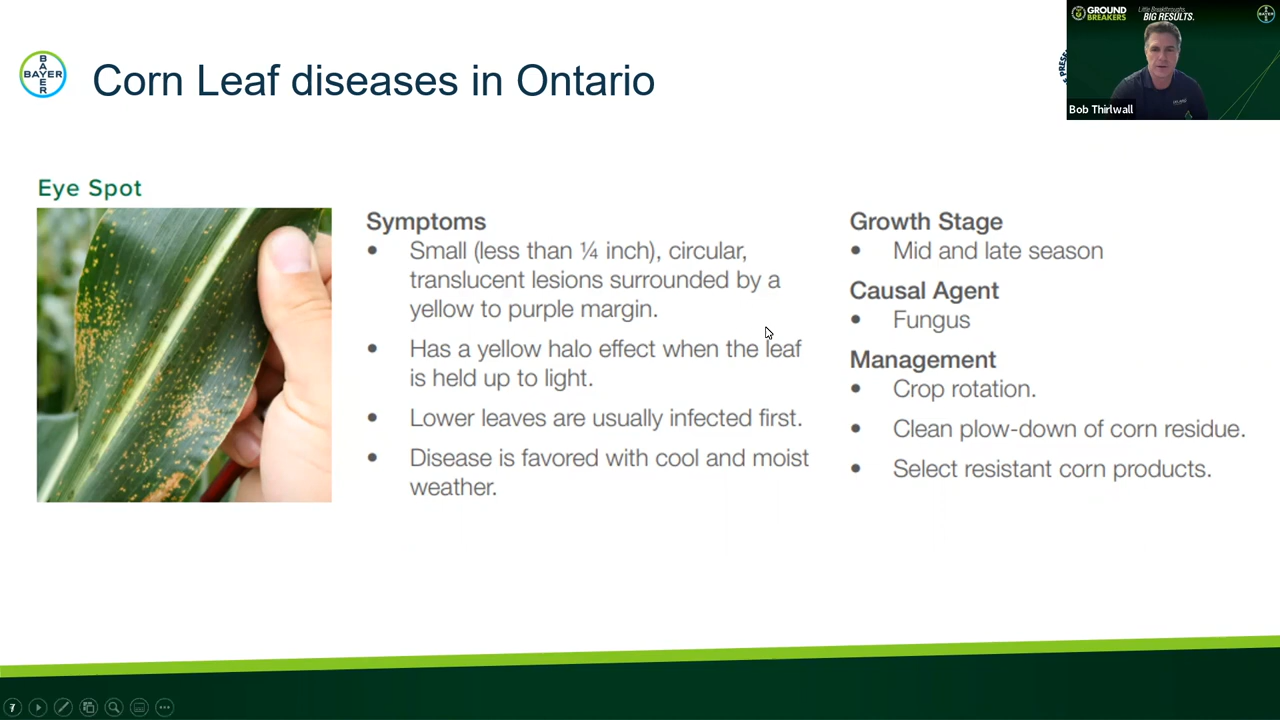 GROUND
BREAKERS
Little Breakthroughs.
BIG RESULTS.
BAYER
BAYER
Corn Leaf diseases in Ontario
Bob Thirlwall
Eye Spot
Symptoms
• Small (less than ¼ inch), circular,
translucent lesions surrounded by a
yellow to purple margin.
• Has a yellow halo effect when the leaf
is held up to light.
• Lower leaves are usually infected first.
• Disease is favored with cool and moist
weather.
Growth Stage
• Mid and late season
Causal Agent
• Fungus
Management
• Crop rotation.
• Clean plow-down of corn residue.
• Select resistant corn products.